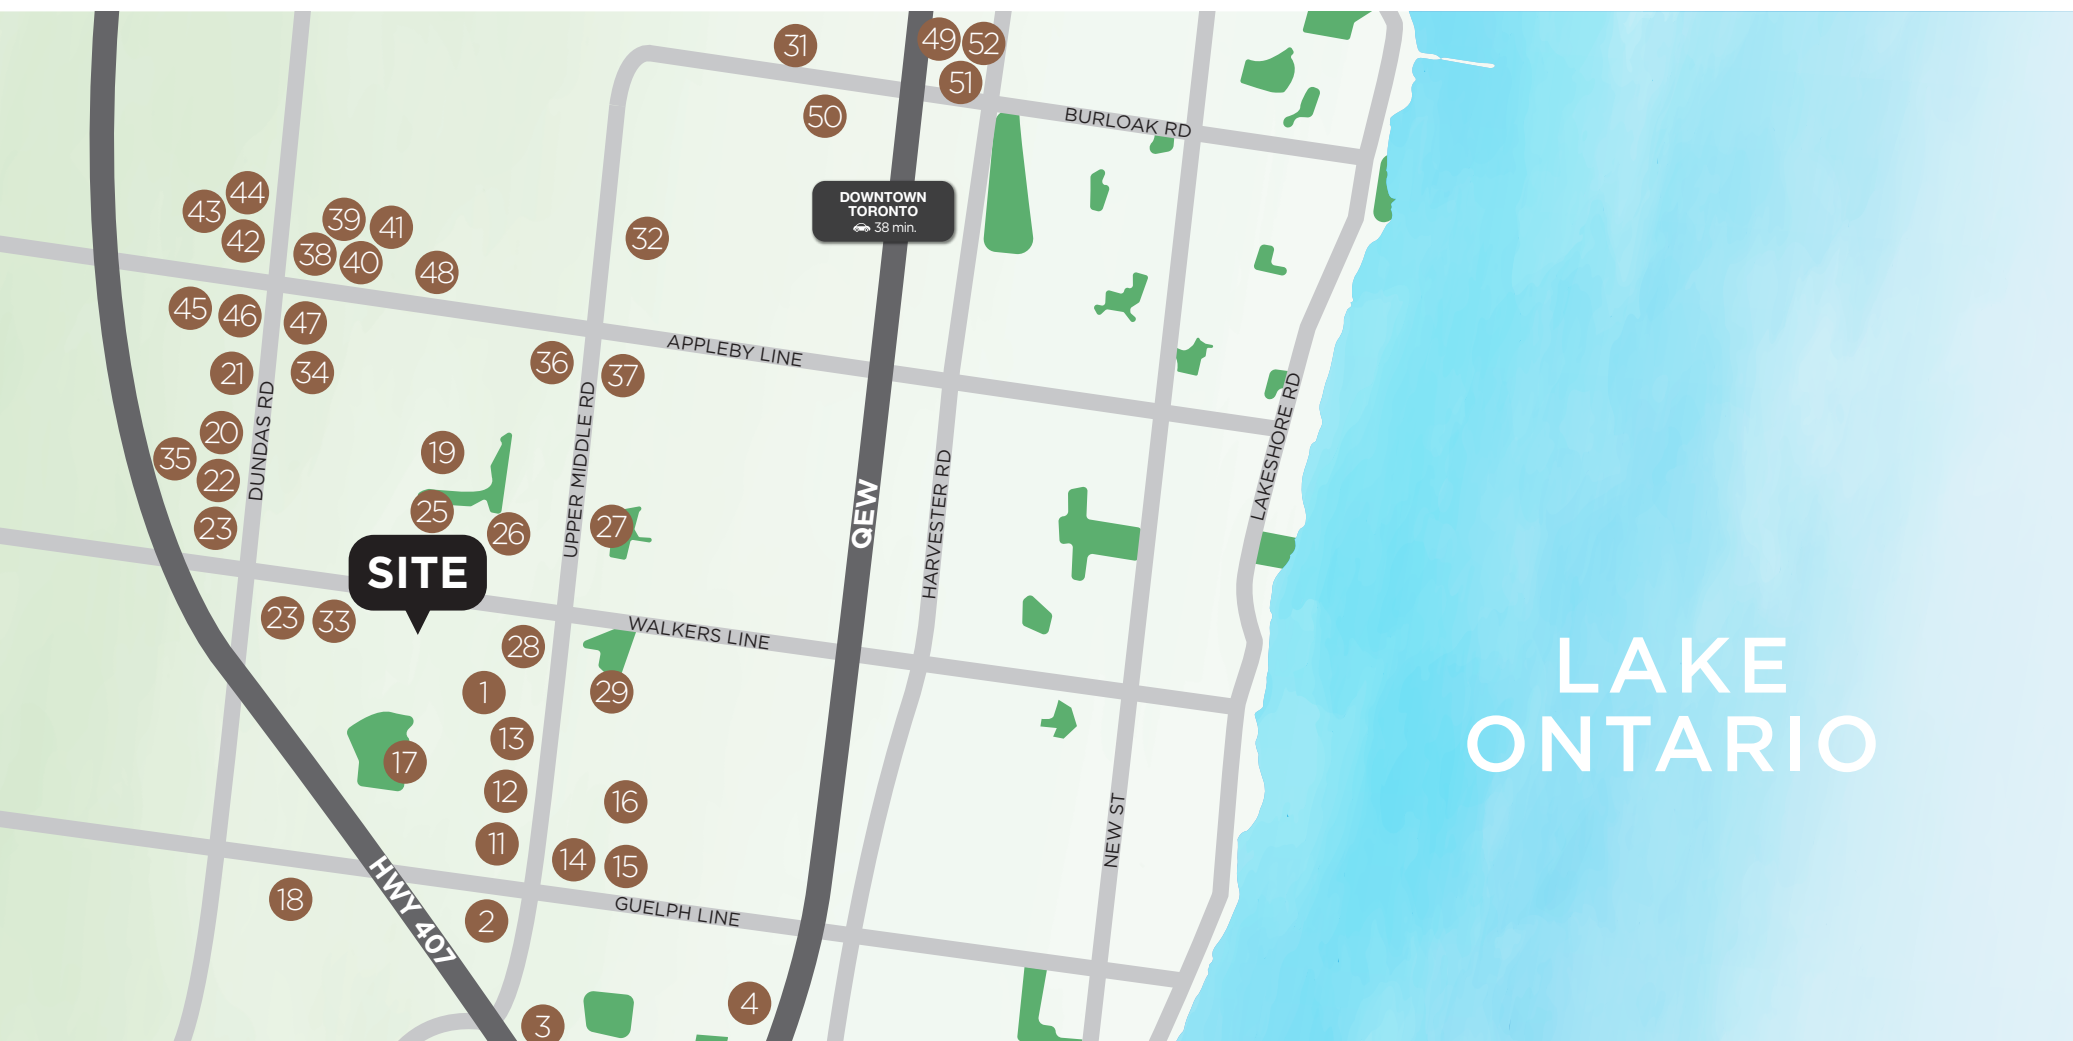 31
49
52
51
50
BURLOAK RD
44
43
42
39
41
38
40
48
32
DOWNTOWN
TORONTO
38 min.
45
46
47
21
34
36
37
APPLEBY LINE
DUNDAS RD
UPPER MIDDLE RD
LAKESHORE RD
20
35
22
23
19
25
26
27
QEW
HARVESTER RD
SITE
23
33
28
WALKERS LINE
1
29
13
17
12
16
11
14
15
NEW ST
LAKE
ONTARIO
18
HWY 407
2
GUELPH LINE
4
3